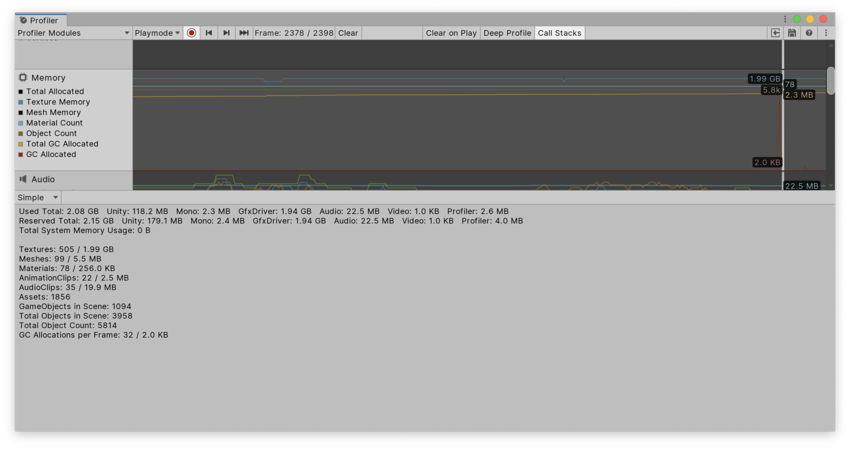 Profiler
Profiler Modules
Playmode
Frame: 2378 / 2398
Clear
Clear on Play
Deep Profile
Call Stacks
Memory
Total Allocated
Texture Memory
Mesh Memory
Material Count
Object Count
Total GC Allocated
GC Allocated
1.99 GB
78
5.8k
2.3 MB
2.0 KB
Audio
22.5 MB
Simple
Used Total: 2.08 GB Unity: 118.2 MB Mono: 2.3 MB GfxDriver: 1.94 GB Audio: 22.5 MB Video: 1.0 KB Profiler: 2.6 MB
Reserved Total: 2.15 GB Unity: 179.1 MB Mono: 2.4 MB GfxDriver: 1.94 GB Audio: 22.5 MB Video: 1.0 KB Profiler: 4.0 MB
Total System Memory Usage: 0 B
Textures: 505 / 1.99 GB
Meshes: 99 / 5.5 MB
Materials: 78 / 256.0 KB
AnimationClips: 22 / 2.5 MB
AudioClips: 35 / 19.9 MB
Assets: 1856
GameObjects in Scene: 1094
Total Objects in Scene: 3958
Total Object Count: 5814
GC Allocations per Frame: 32 / 2.0 KB